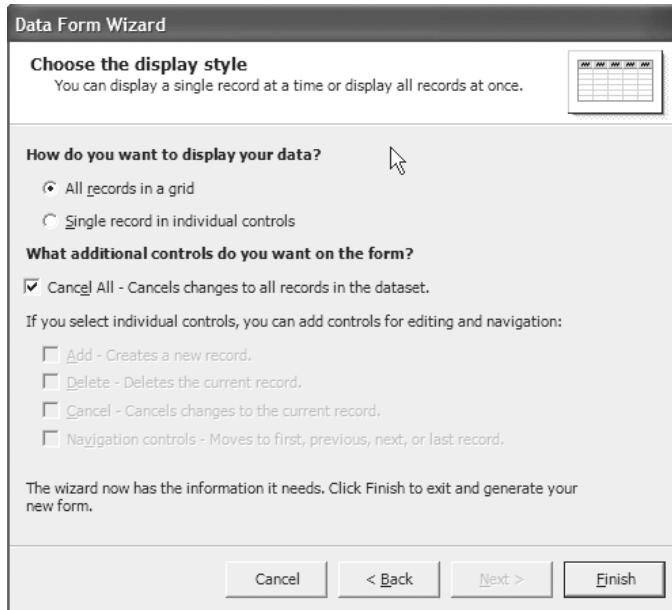 Data Form Wizard
Choose the display style
You can display a single record at a time or display all records at once.
How do you want to display your data?
All records in a grid
Single record in individual controls
What additional controls do you want on the form?
Cancel All - Cancels changes to all records in the dataset.
If you select individual controls, you can add controls for editing and navigation:
Add - Creates a new record.
Delete - Deletes the current record.
Cancel - Cancels changes to the current record.
Navigation controls - Moves to first, previous, next, or last record.
The wizard now has the information it needs. Click Finish to exit and generate your
new form.
Cancel < Back Next > Finish